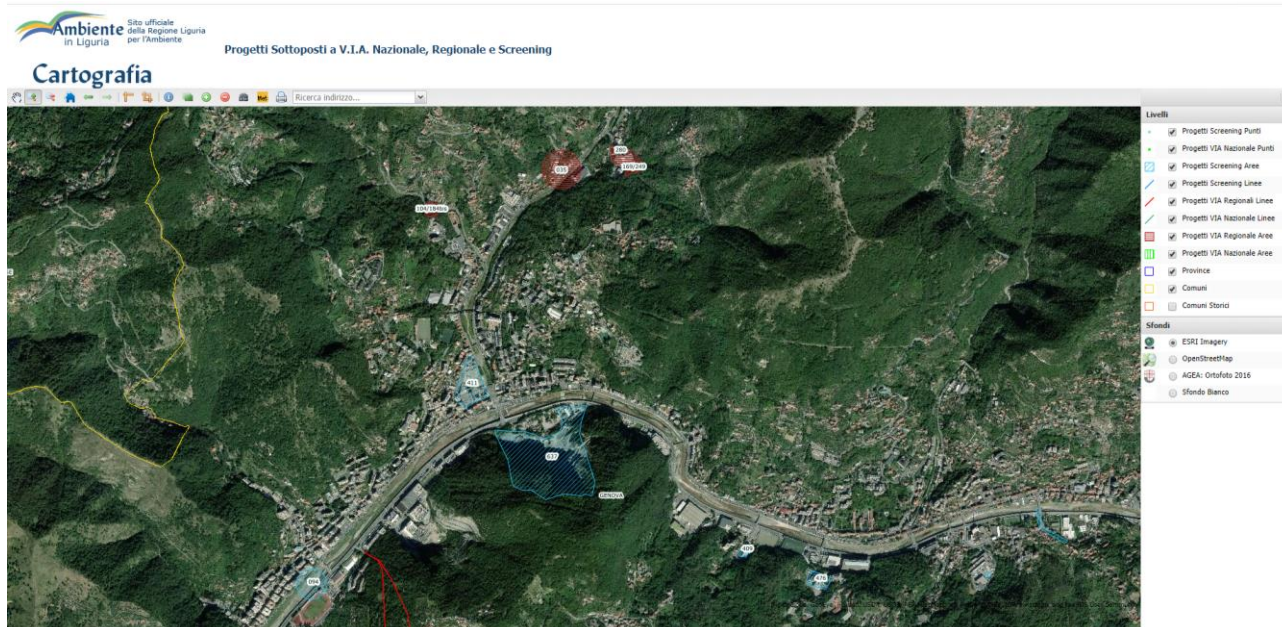 Ambiente
in Liguria
Sito ufficiale
della Regione Liguria
per l'Ambiente
Progetti Sottoposti a V.I.A. Nazionale, Regionale e Screening
Cartografia
Ricerca indirizzo...
Livelli
Progetti Screening Punti
Progetti VIA Nazionale Punti
Progetti Screening Aree
Progetti Screening Linee
Progetti VIA Regionali Linee
Progetti VIA Nazionale Linee
Progetti VIA Regionale Aree
Progetti VIA Nazionale Aree
Province
Comuni
Comuni Storici
Sfondi
ESRI Imagery
OpenStreetMap
AGEA: Ortofoto 2016
Sfondo Bianco
280
169/249
035
104/184bis
411
637
GENOVA
409
476
094